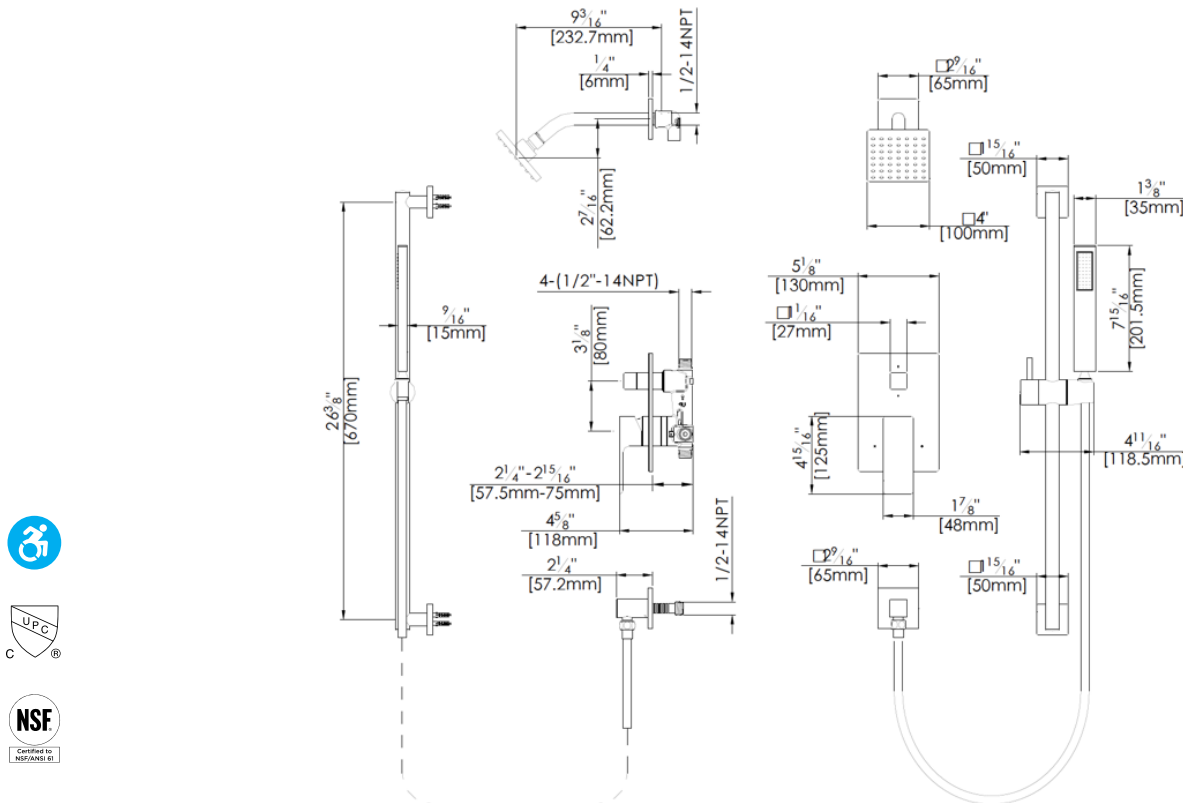 9 3/16"
[232.7mm]
1/4"
[6mm]
1/2-14NPT
2 7/16"
[62.2mm]
□2 9/16"
[65mm]
□4"
[100mm]
□1 15/16"
[50mm]
1 3/8"
[35mm]
7 15/16"
[201.5mm]
4 11/16"
[118.5mm]
□1 15/16"
[50mm]
26 3/8"
[670mm]
9/16"
[15mm]
4-(1/2"-14NPT)
3 1/8"
[80mm]
2 1/4"-2 15/16"
[57.5mm-75mm]
4 5/8"
[118mm]
5 1/8"
[130mm]
□1 1/16"
[27mm]
4 15/16"
[125mm]
1 7/8"
[48mm]
2 1/4"
[57.2mm]
1/2-14NPT
□2 9/16"
[65mm]
UPC
C ®
NSF.
Certified to
NSF/ANSI 61